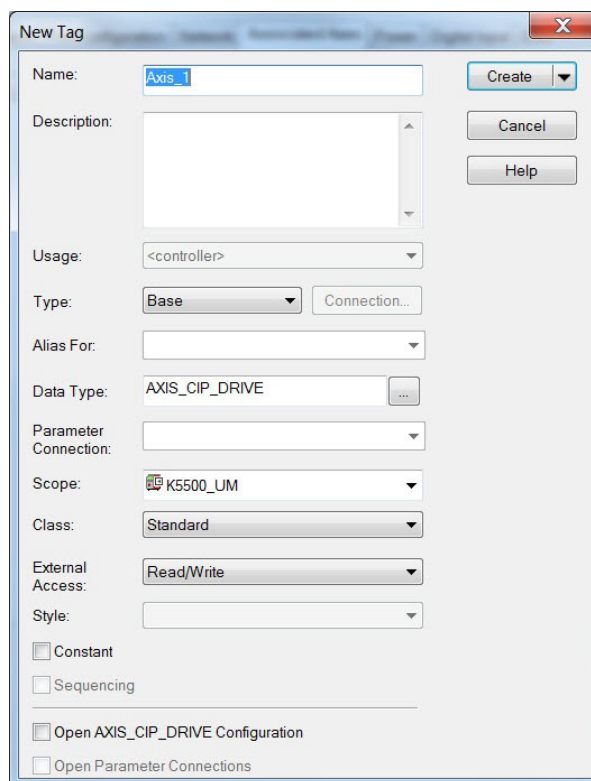 New Tag
Name:
Axis_1
Create
Description:
Cancel
Help
Usage:
<controller>
Type:
Base
Connection...
Alias For:
Data Type:
AXIS_CIP_DRIVE
...
Parameter
Connection:
Scope:
K5500_UM
Class:
Standard
External
Access:
Read/Write
Style:
Constant
Sequencing
Open AXIS_CIP_DRIVE Configuration
Open Parameter Connections